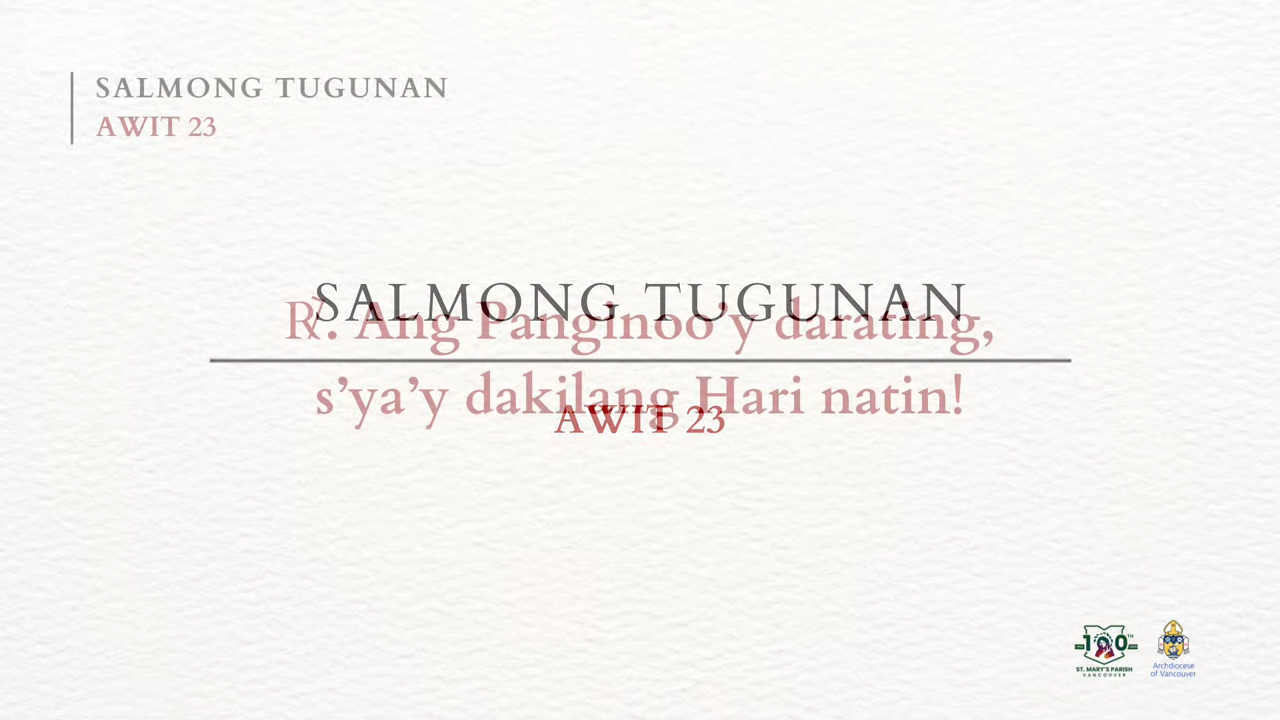 SALMONG TUGUNAN
AWIT 23
SALMONG TUGUNAN
℟. Ang Panginoo’y darating,
s’ya’y dakilang Hari natin!
AWIT 23
100TH
ST. MARY'S PARISH
VANCOUVER
Archdiocese
of Vancouver